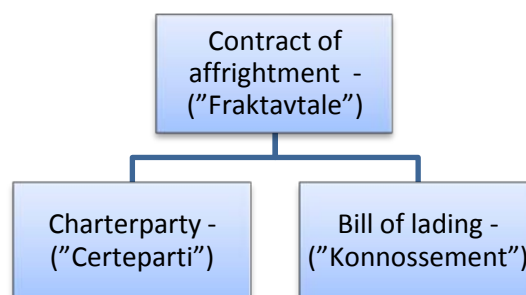 Contract of
affrightment -
(”Fraktavtale”)
Charterparty -
(”Certeparti”)
Bill of lading -
(”Konnossement”)